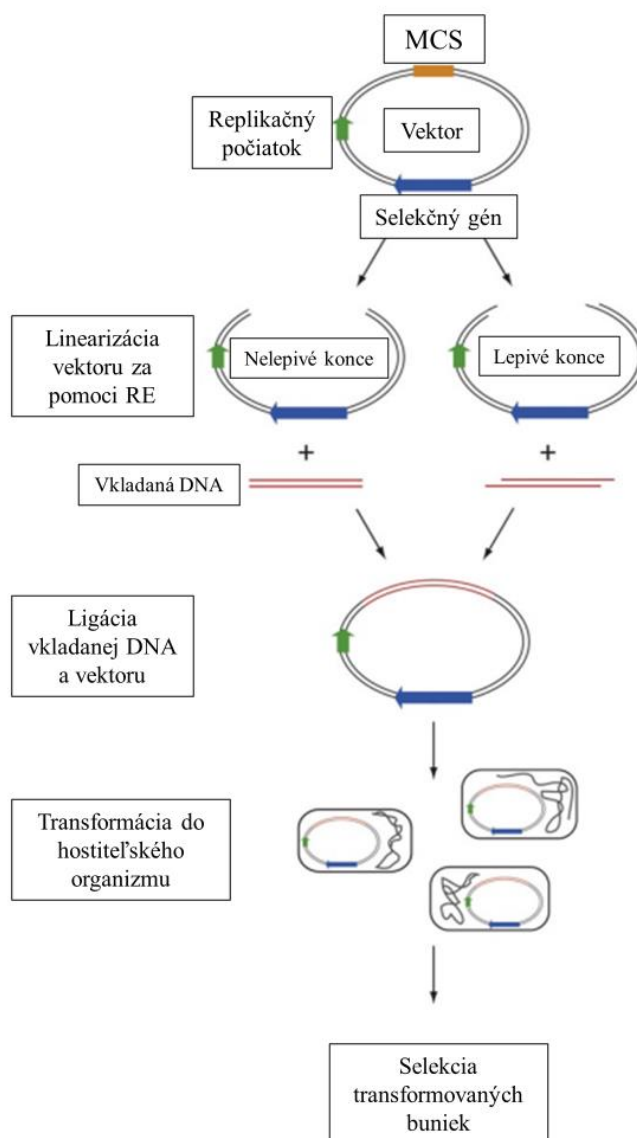 MCS
Replikačný
počiatok
Vektor
Selekčný gén
Linearizácia
vektoru za
pomoci RE
Nelepivé konce
Lepivé konce
+
+
Vkladaná DNA
Ligácia
vkladanej DNA
a vektoru
Transformácia do
hostiteľského
organizmu
Selekcia
transformovaných
buniek